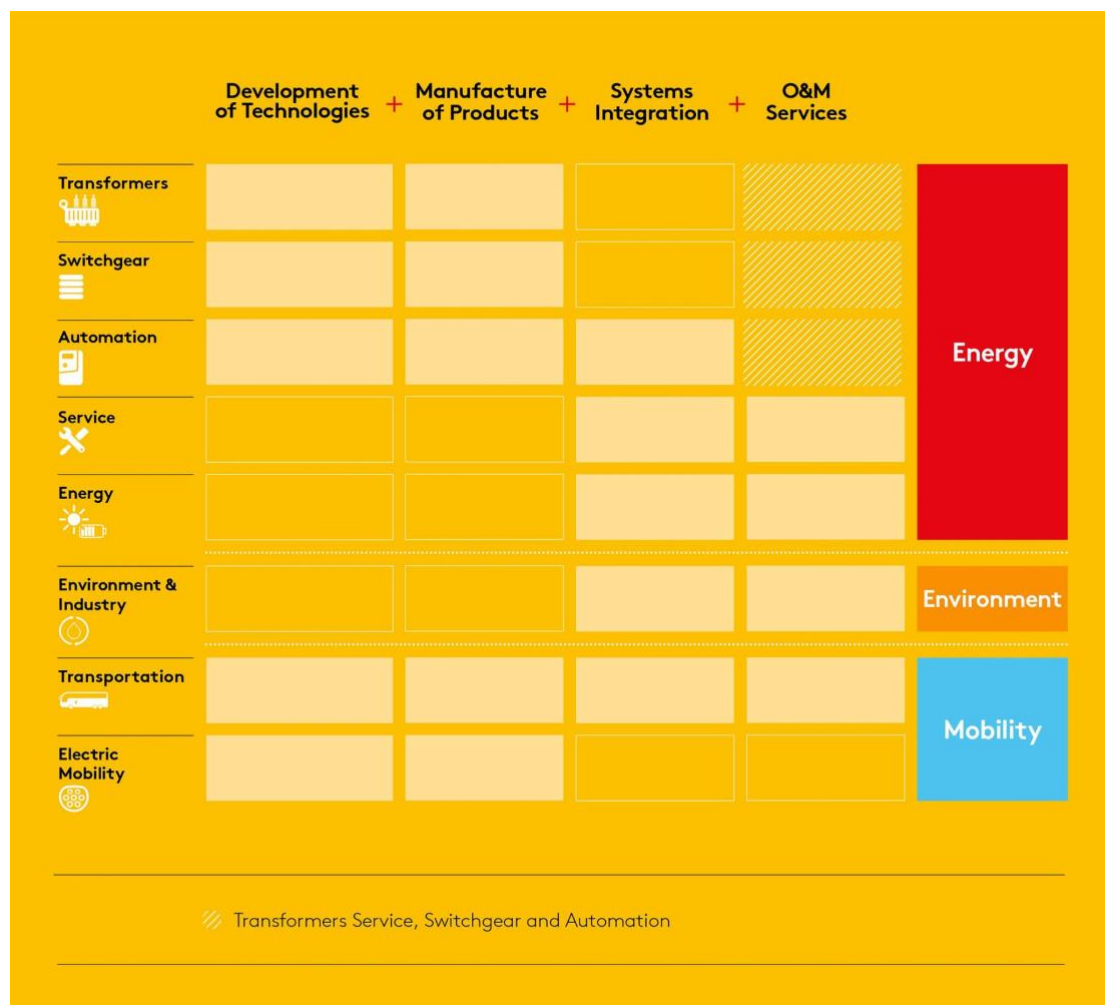 Development
of Technologies
+
Manufacture
of Products
+
Systems
Integration
+
O&M
Services
Transformers
Switchgear
Automation
Service
Energy
Energy
Environment &
Industry
Environment
Transportation
Electric
Mobility
Mobility
Transformers Service, Switchgear and Automation